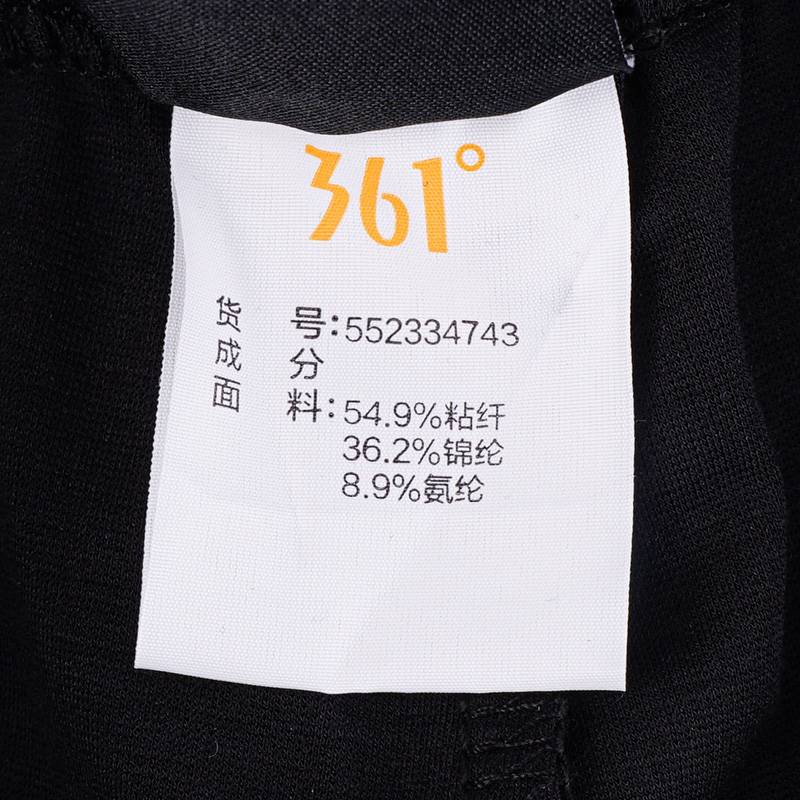 361°
货 号:552334743
成 分
面 料:54.9%粘纤
36.2%锦纶
8.9%氨纶